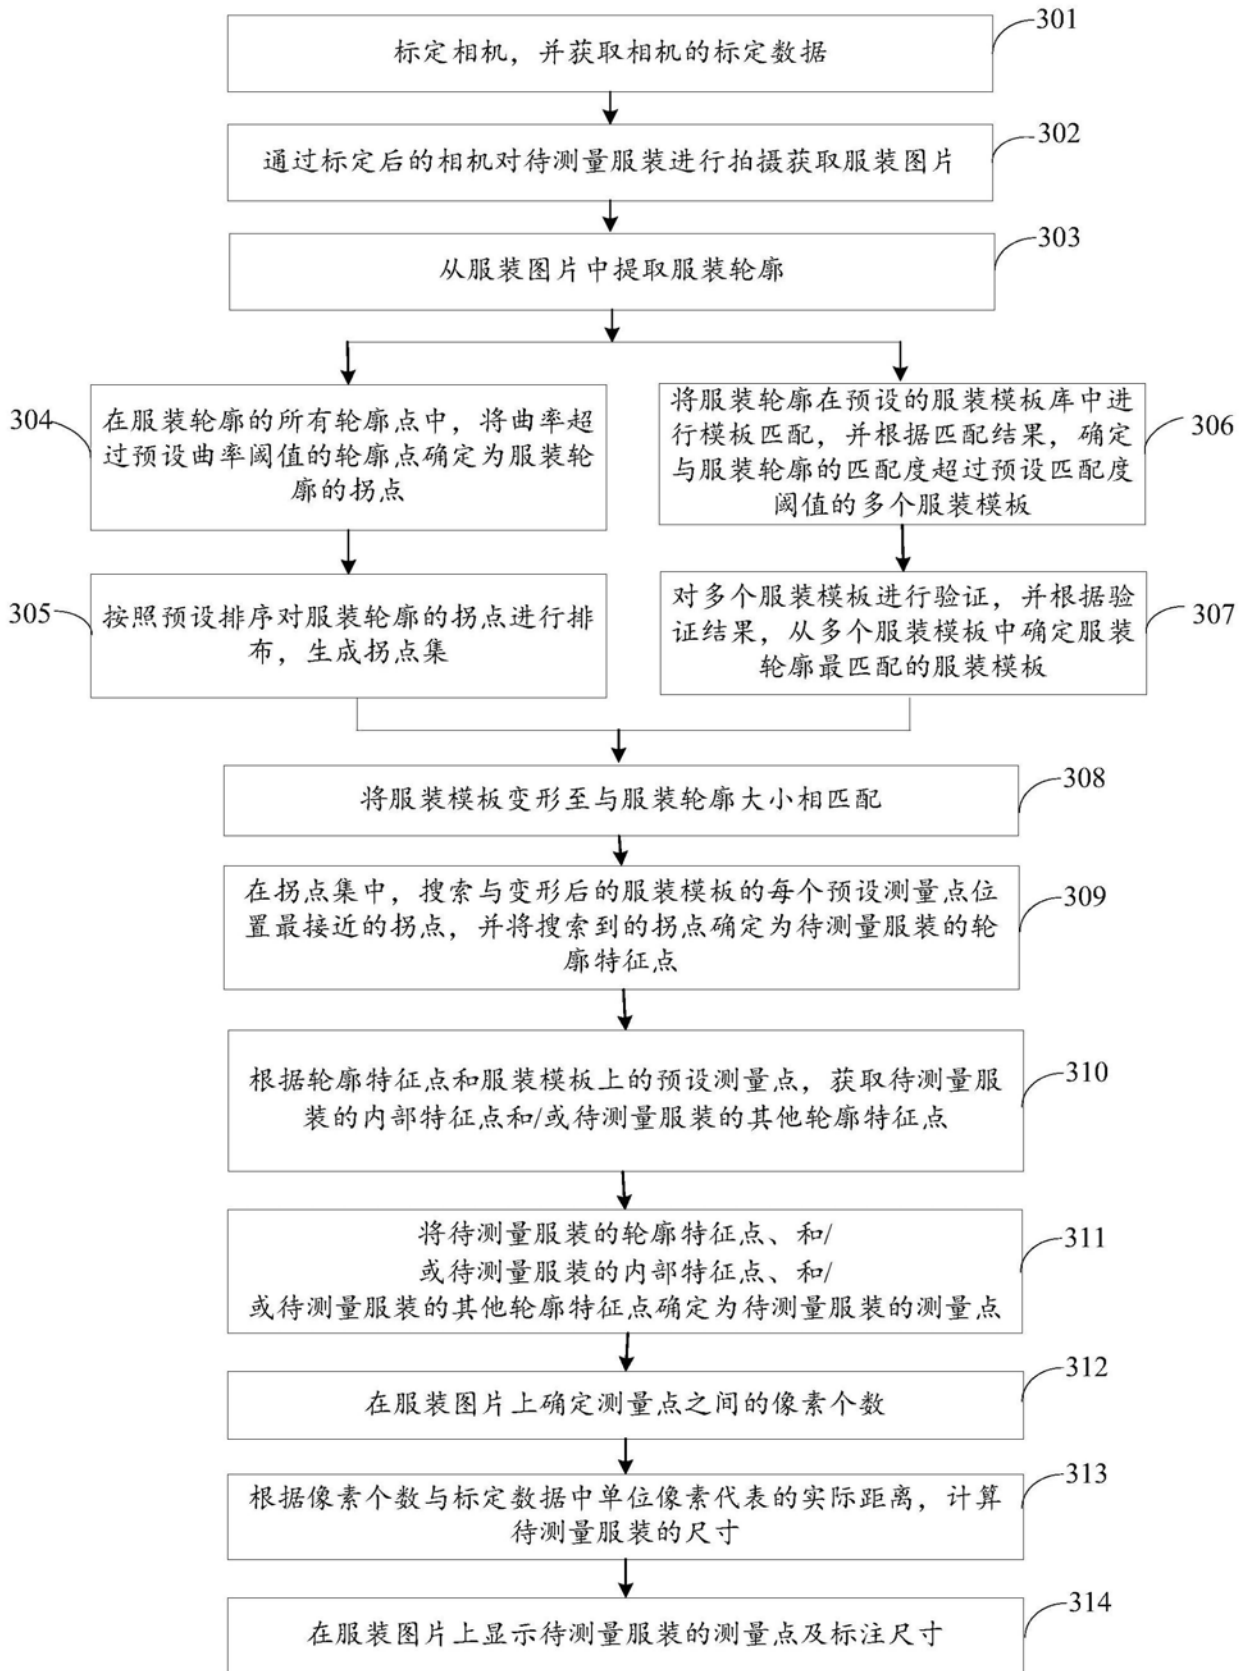 301
标定相机，并获取相机的标定数据
302
通过标定后的相机对待测量服装进行拍摄获取服装图片
303
从服装图片中提取服装轮廓
304
在服装轮廓的所有轮廓点中，将曲率超
过预设曲率阈值的轮廓点确定为服装轮
廓的拐点
305
按照预设排序对服装轮廓的拐点进行排
布，生成拐点集
306
将服装轮廓在预设的服装模板库中进
行模板匹配，并根据匹配结果，确定
与服装轮廓的匹配度超过预设匹配度
阈值的多个服装模板
307
对多个服装模板进行验证，并根据验
证结果，从多个服装模板中确定服装
轮廓最匹配的服装模板
308
将服装模板变形至与服装轮廓大小相匹配
309
在拐点集中，搜索与变形后的服装模板的每个预设测量点位
置最接近的拐点，并将搜索到的拐点确定为待测量服装的轮
廓特征点
310
根据轮廓特征点和服装模板上的预设测量点，获取待测量服
装的内部特征点和/或待测量服装的其他轮廓特征点
311
将待测量服装的轮廓特征点、和/
或待测量服装的内部特征点、和/
或待测量服装的其他轮廓特征点确定为待测量服装的测量点
312
在服装图片上确定测量点之间的像素个数
313
根据像素个数与标定数据中单位像素代表的实际距离，计算
待测量服装的尺寸
314
在服装图片上显示待测量服装的测量点及标注尺寸